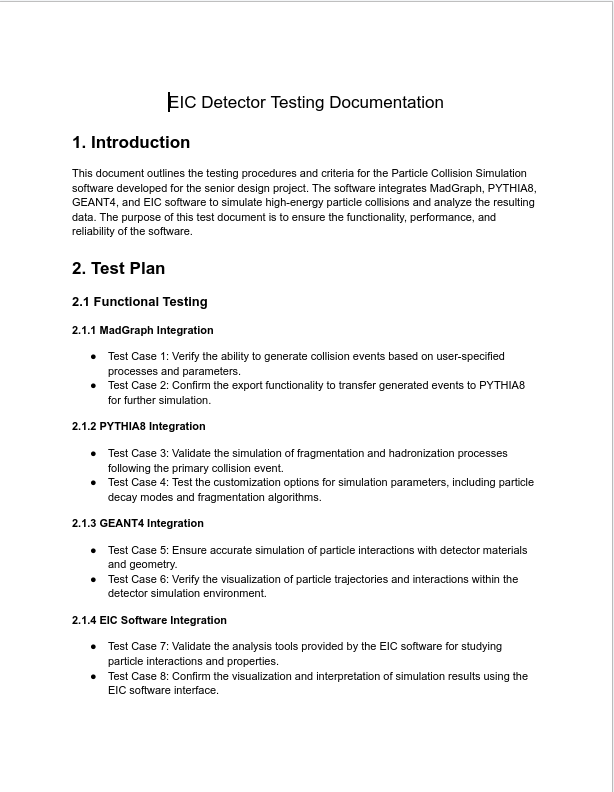 EIC Detector Testing Documentation
1. Introduction
This document outlines the testing procedures and criteria for the Particle Collision Simulation
software developed for the senior design project. The software integrates MadGraph, PYTHIA8,
GEANT4, and EIC software to simulate high-energy particle collisions and analyze the resulting
data. The purpose of this test document is to ensure the functionality, performance, and
reliability of the software.
2. Test Plan
2.1 Functional Testing
2.1.1 MadGraph Integration
● Test Case 1: Verify the ability to generate collision events based on user-specified
processes and parameters.
● Test Case 2: Confirm the export functionality to transfer generated events to PYTHIA8
for further simulation.
2.1.2 PYTHIA8 Integration
● Test Case 3: Validate the simulation of fragmentation and hadronization processes
following the primary collision event.
● Test Case 4: Test the customization options for simulation parameters, including particle
decay modes and fragmentation algorithms.
2.1.3 GEANT4 Integration
● Test Case 5: Ensure accurate simulation of particle interactions with detector materials
and geometry.
● Test Case 6: Verify the visualization of particle trajectories and interactions within the
detector simulation environment.
2.1.4 EIC Software Integration
● Test Case 7: Validate the analysis tools provided by the EIC software for studying
particle interactions and properties.
● Test Case 8: Confirm the visualization and interpretation of simulation results using the
EIC software interface.